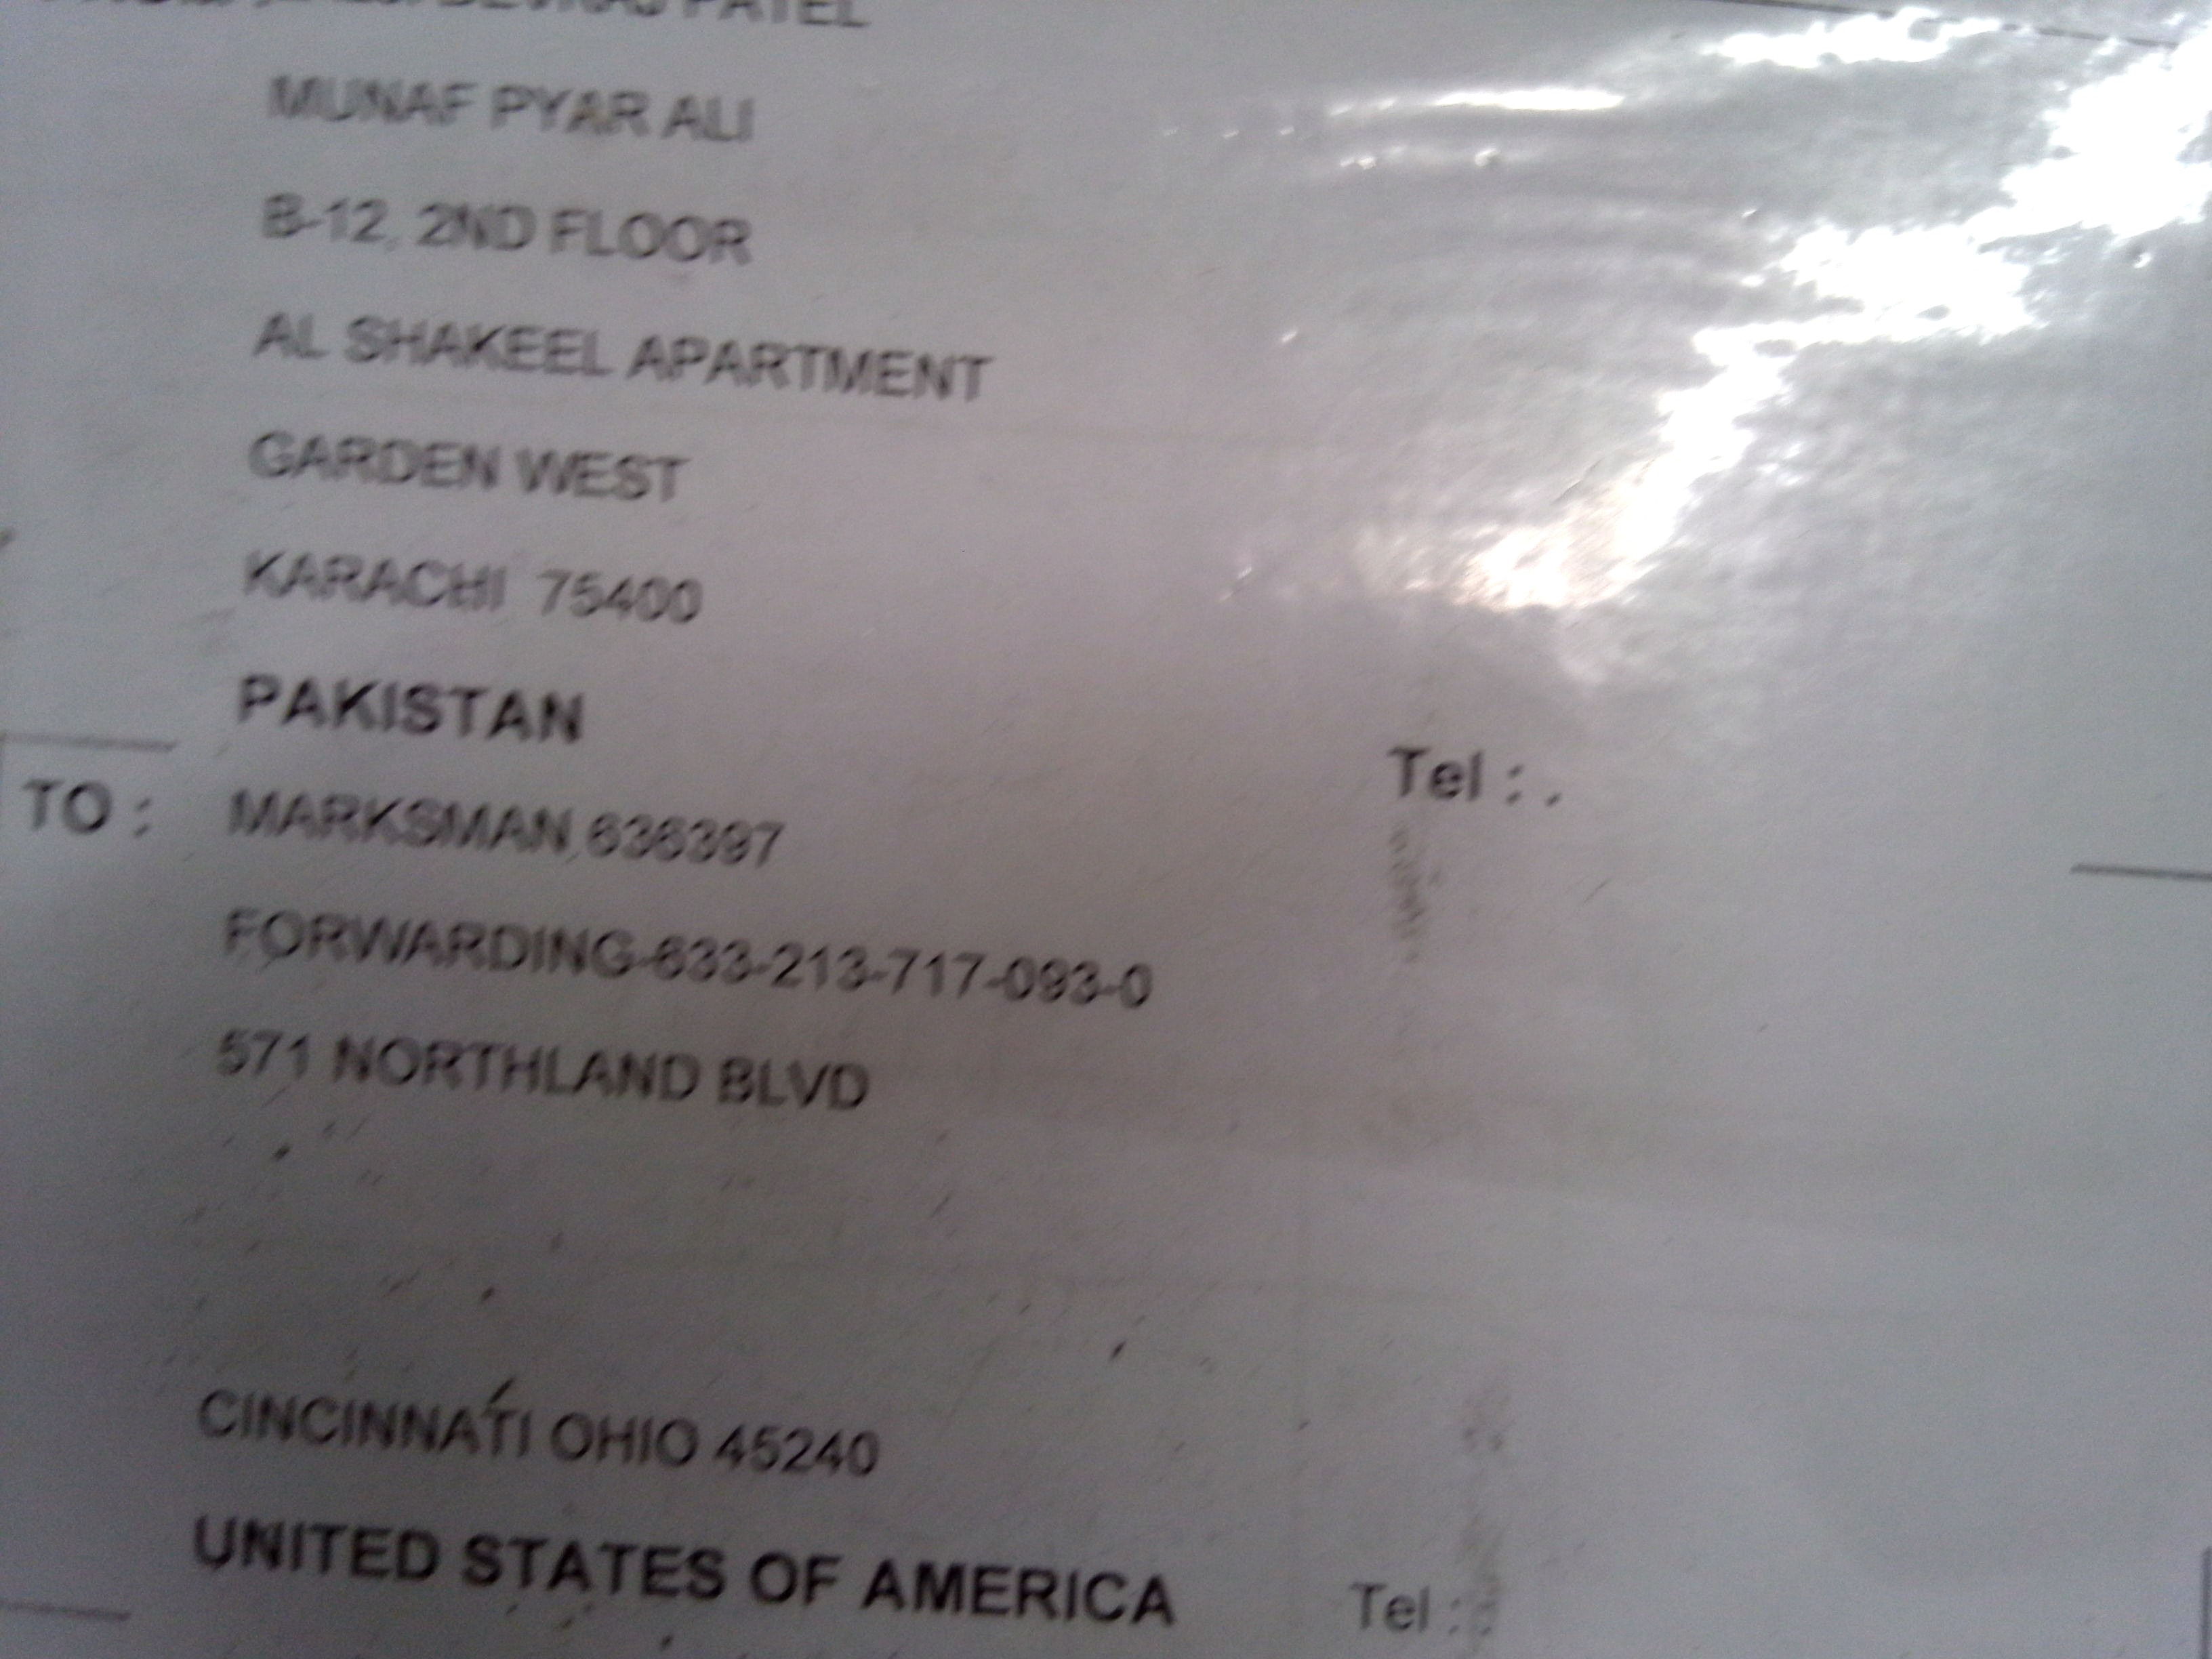 PATEL
MUNAF PYAR ALI
B-12, 2ND FLOOR
AL SHAKEEL APARTMENT
GARDEN WEST
KARACHI 75400
PAKISTAN
Tel : .
TO : MARKSMAN 636397
FORWARDING-633-213-717-093-0
571 NORTHLAND BLVD
CINCINNATI OHIO 45240
UNITED STATES OF AMERICA Tel : .